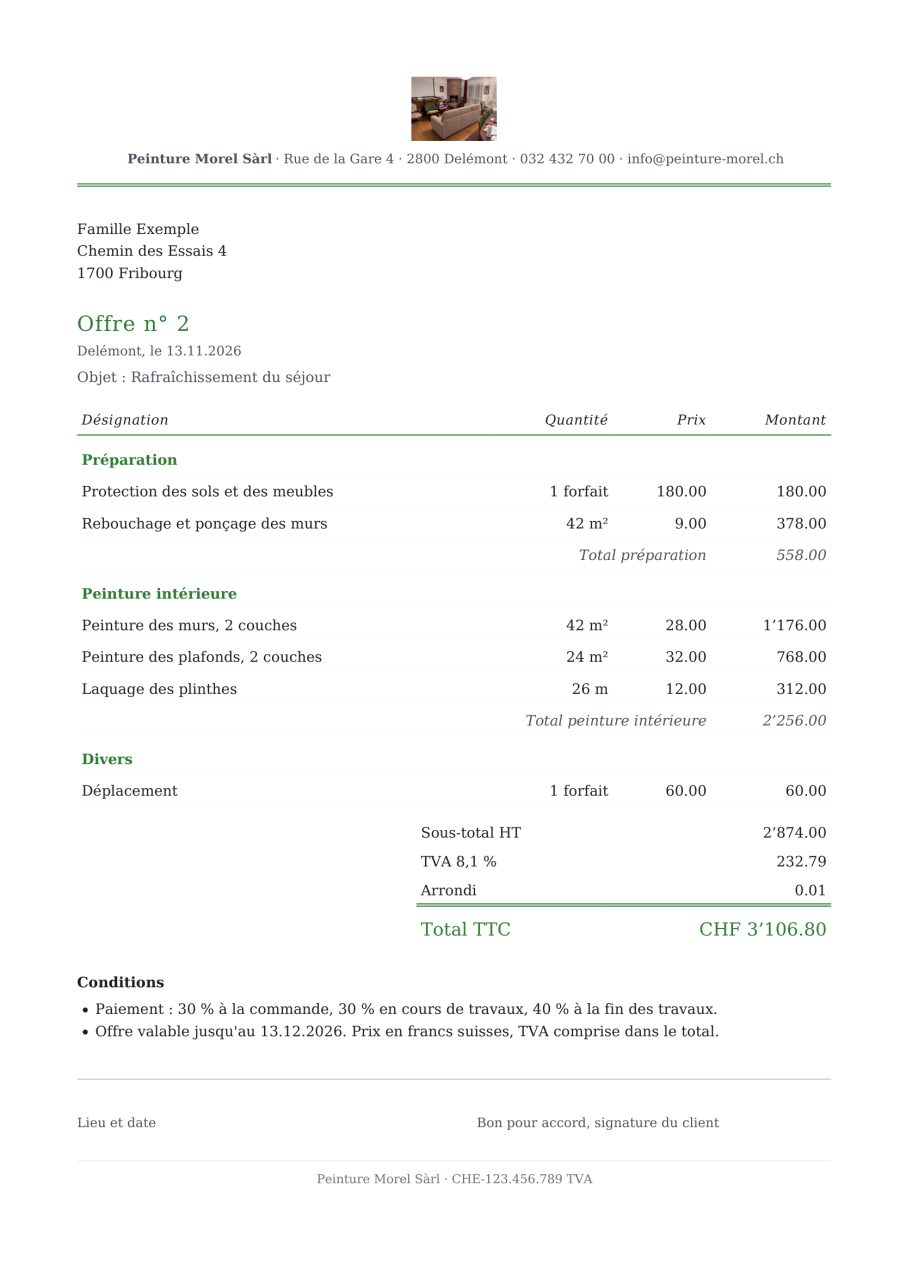 Peinture Morel Sàrl · Rue de la Gare 4 · 2800 Delémont · 032 432 70 00 · info@peinture-morel.ch
Famille Exemple
Chemin des Essais 4
1700 Fribourg
Offre n° 2
Delémont, le 13.11.2026
Objet : Rafraîchissement du séjour
Désignation Quantité Prix Montant
Préparation
Protection des sols et des meubles 1 forfait 180.00 180.00
Rebouchage et ponçage des murs 42 m² 9.00 378.00
Total préparation 558.00
Peinture intérieure
Peinture des murs, 2 couches 42 m² 28.00 1’176.00
Peinture des plafonds, 2 couches 24 m² 32.00 768.00
Laquage des plinthes 26 m 12.00 312.00
Total peinture intérieure 2’256.00
Divers
Déplacement 1 forfait 60.00 60.00
Sous-total HT 2’874.00
TVA 8,1 % 232.79
Arrondi 0.01
Total TTC CHF 3’106.80
Conditions
• Paiement : 30 % à la commande, 30 % en cours de travaux, 40 % à la fin des travaux.
• Offre valable jusqu'au 13.12.2026. Prix en francs suisses, TVA comprise dans le total.
Lieu et date Bon pour accord, signature du client
Peinture Morel Sàrl · CHE-123.456.789 TVA